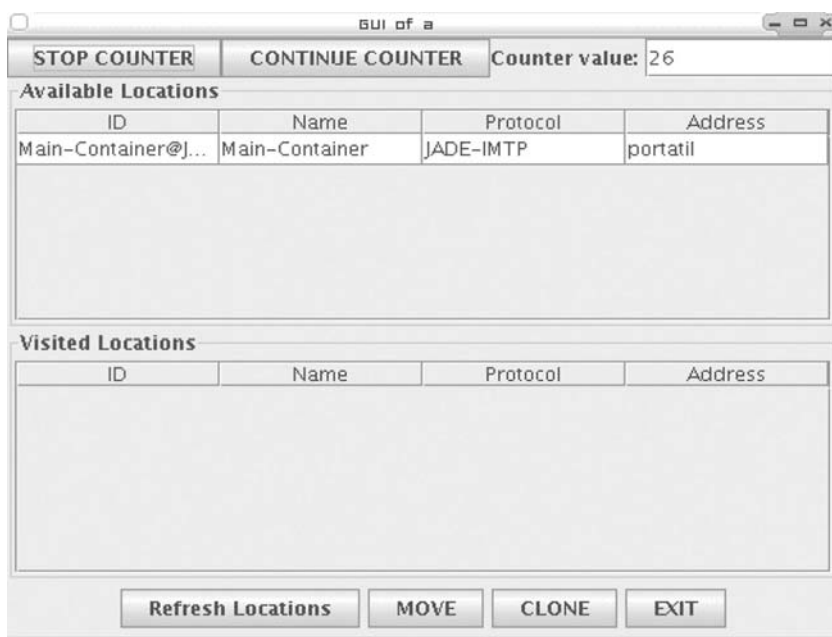 GUI of a
STOP COUNTER CONTINUE COUNTER Counter value: 26
Available Locations
ID Name Protocol Address
Main-Container@J... Main-Container JADE-IMTP portatil
Visited Locations
ID Name Protocol Address
Refresh Locations MOVE CLONE EXIT